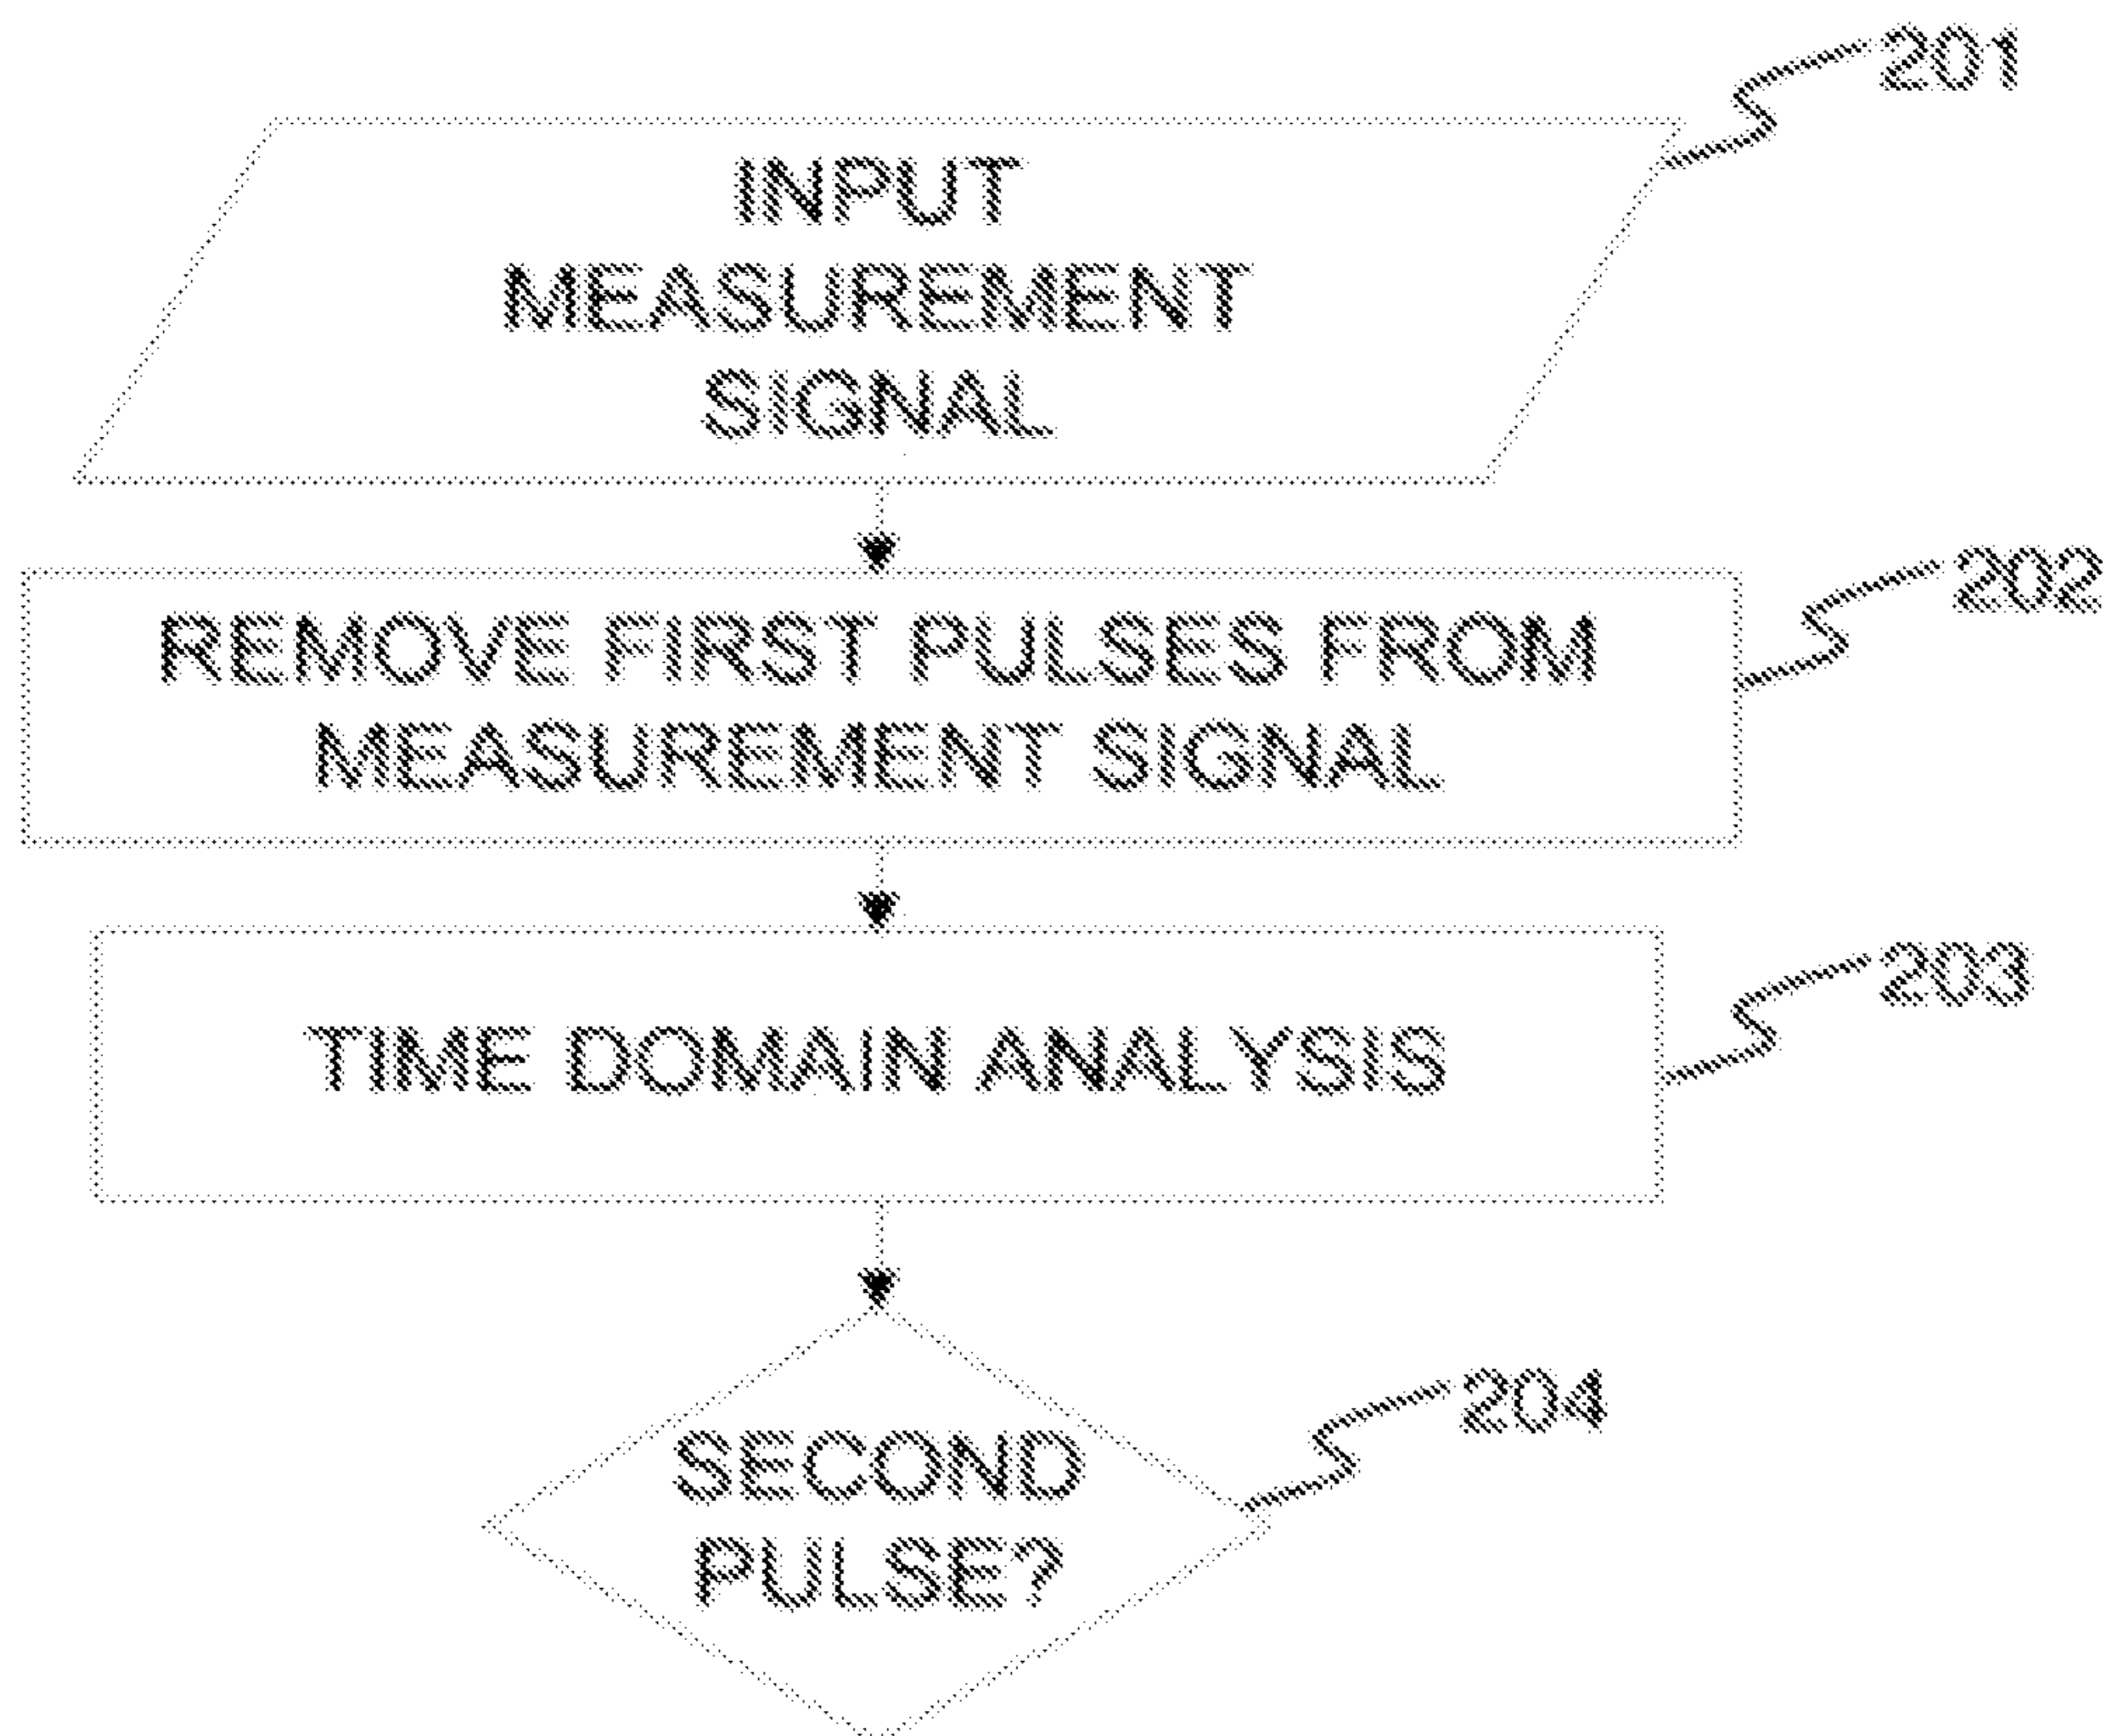 201
INPUT
MEASUREMENT
SIGNAL
202
REMOVE FIRST PULSES FROM
MEASUREMENT SIGNAL
203
TIME DOMAIN ANALYSIS
204
SECOND
PULSE?